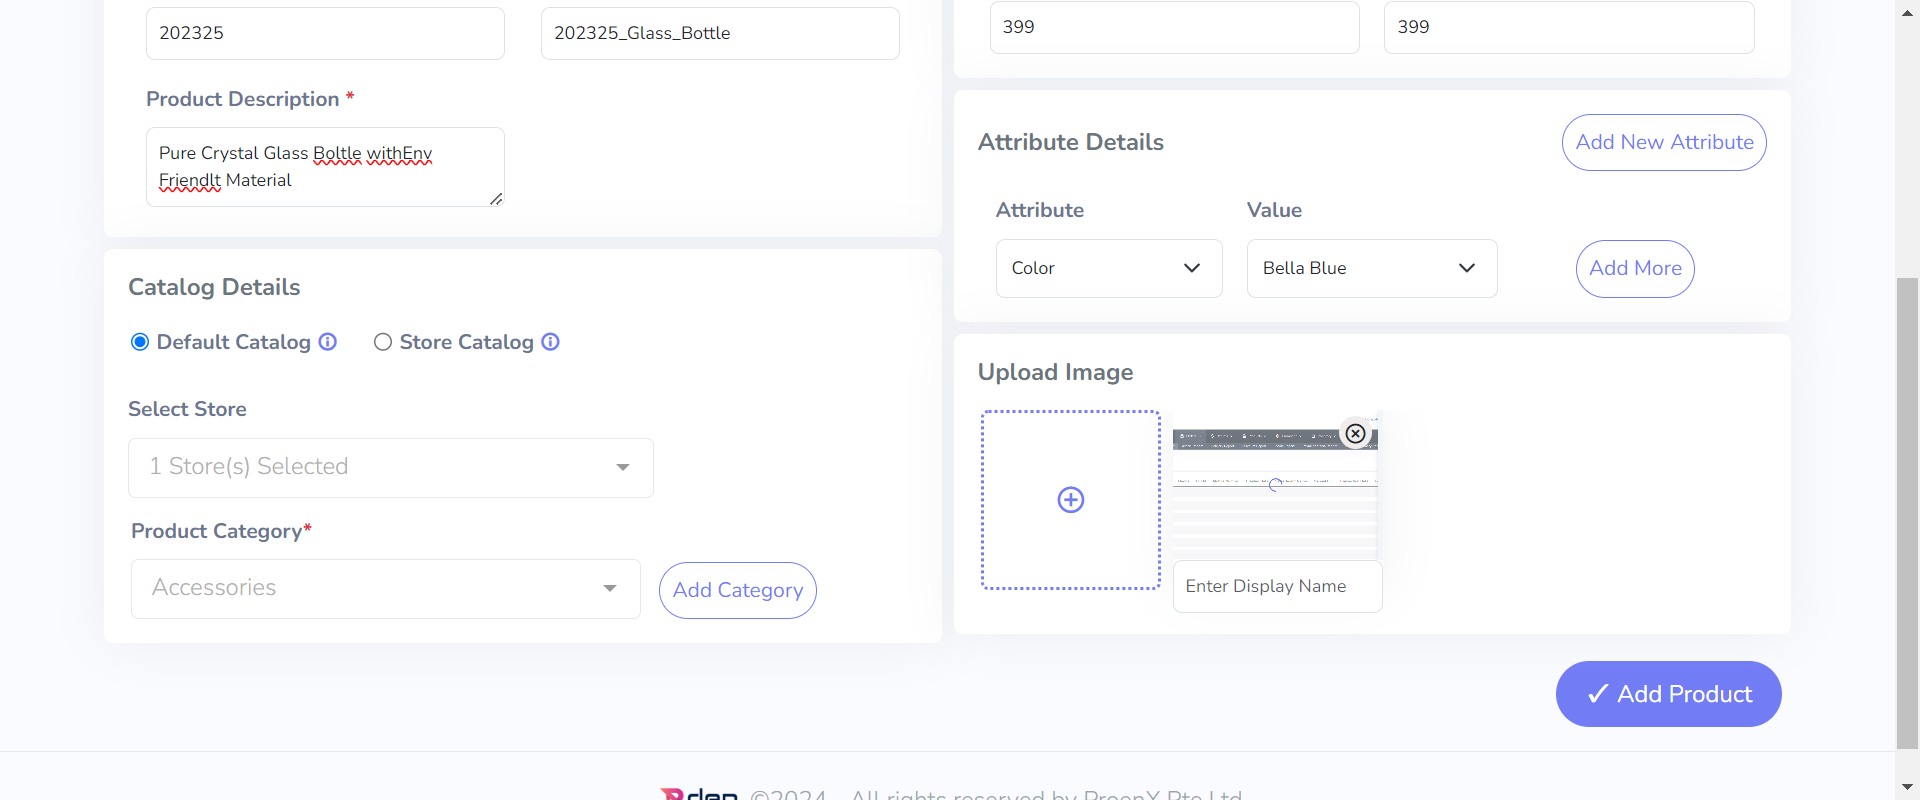 202325
202325_Glass_Bottle
Product Description *
Pure Crystal Glass Boltle withEnv
Friendlt Material
Catalog Details
Default Catalog
Store Catalog
Select Store
1 Store(s) Selected
Product Category*
Accessories
Add Category
399
399
Attribute Details
Add New Attribute
Attribute
Value
Color
Bella Blue
Add More
Upload Image
Enter Display Name
✓ Add Product
©2024
All rights reserved by ProenX Pte Ltd